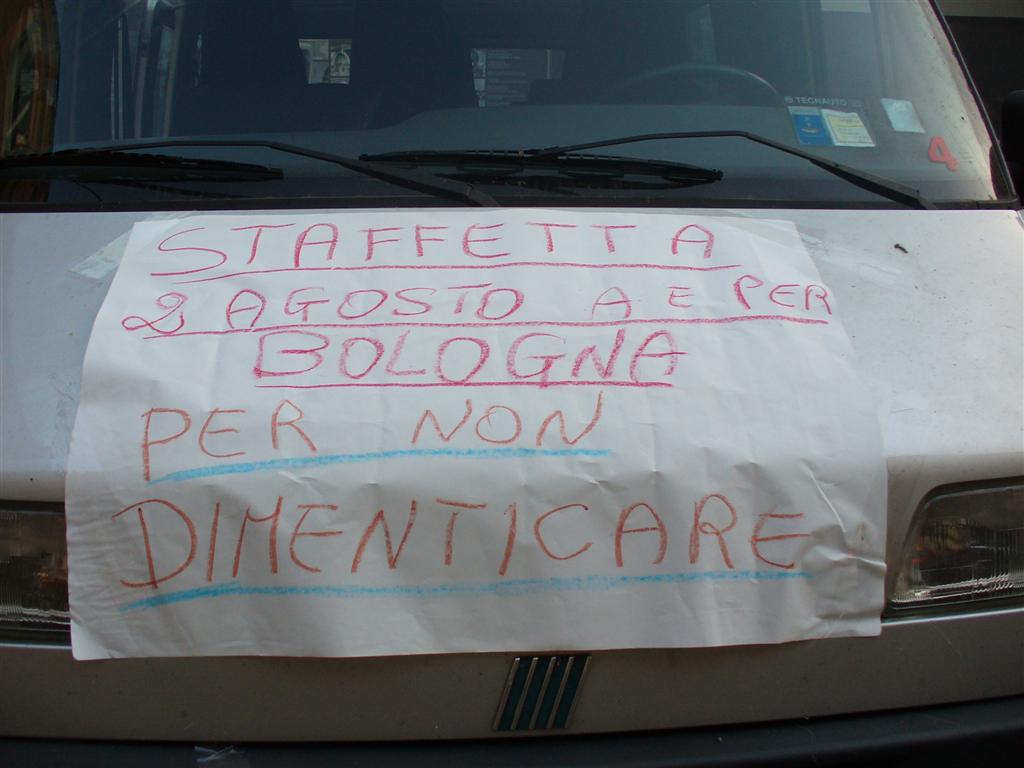 TECNAUTO
4
STAFFETTA
2 AGOSTO A E PER
BOLOGNA
PER NON
DIMENTICARE